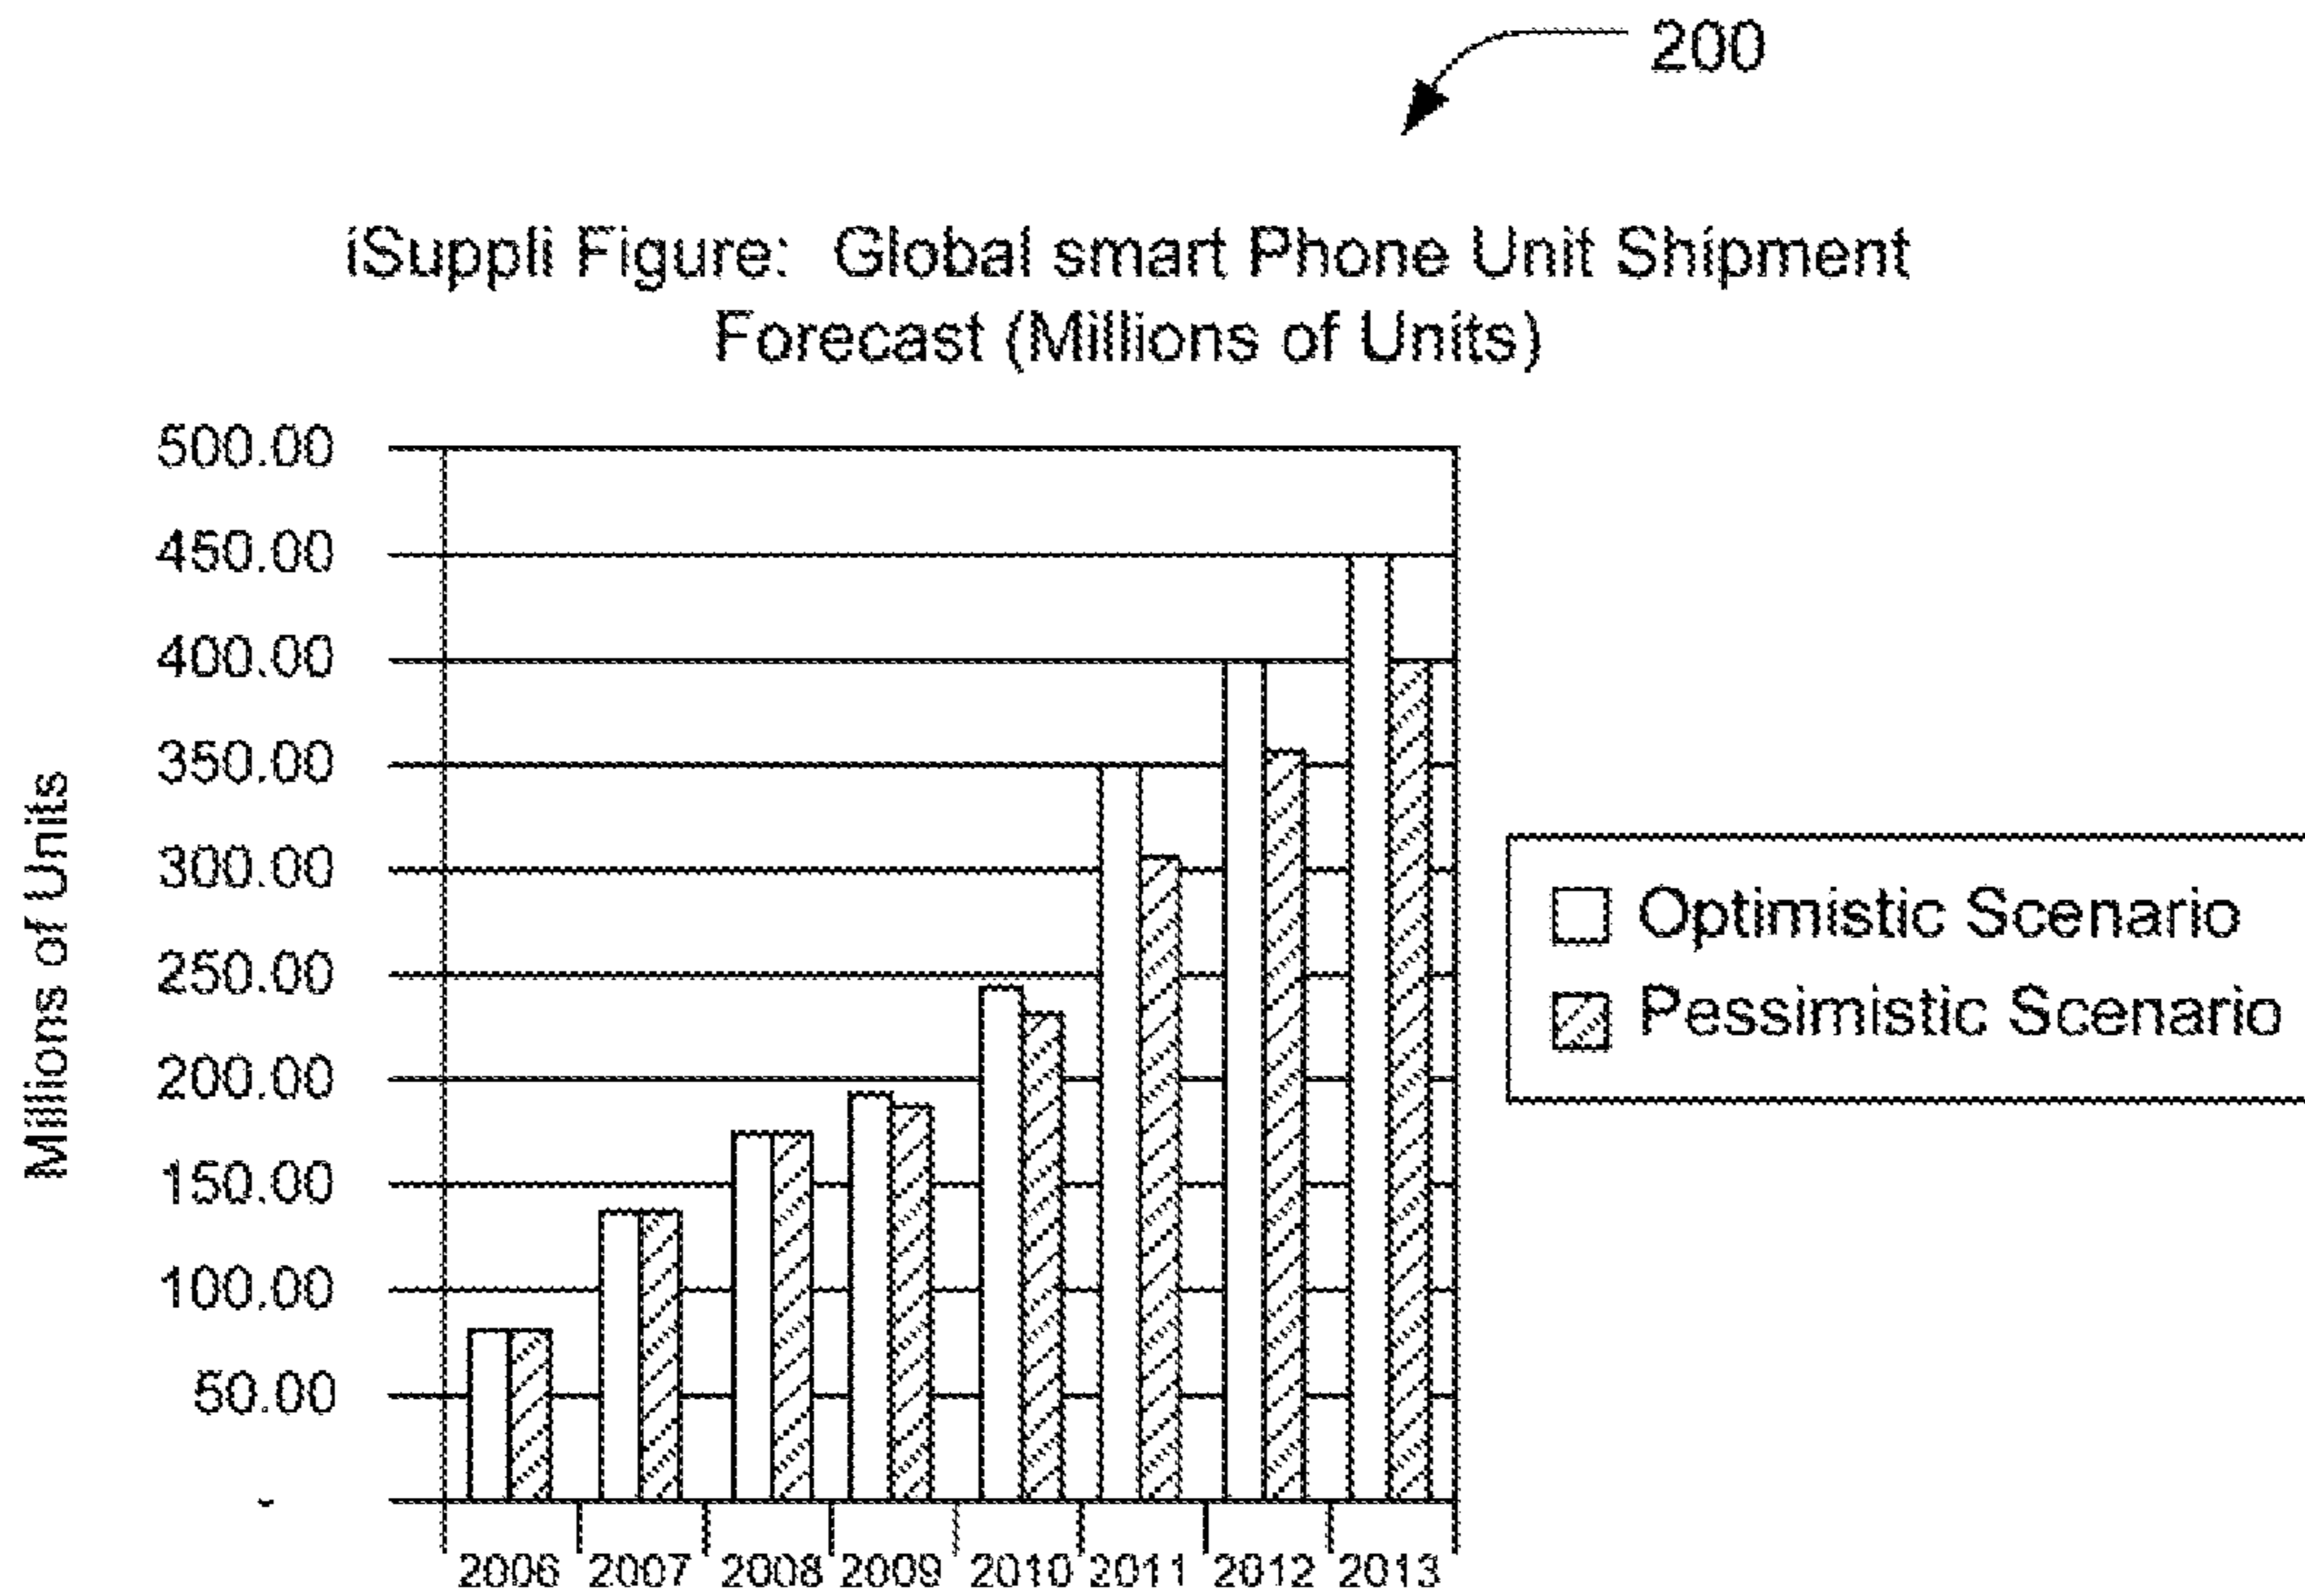 200
iSuppli Figure: Global smart Phone Unit Shipment
Forecast (Millions of Units)
Millions of Units
500.00
450.00
400.00
350.00
300.00
250.00
200.00
150.00
100.00
50.00
-
2006 2007 2008 2009 2010 2011 2012 2013
Optimistic Scenario
Pessimistic Scenario